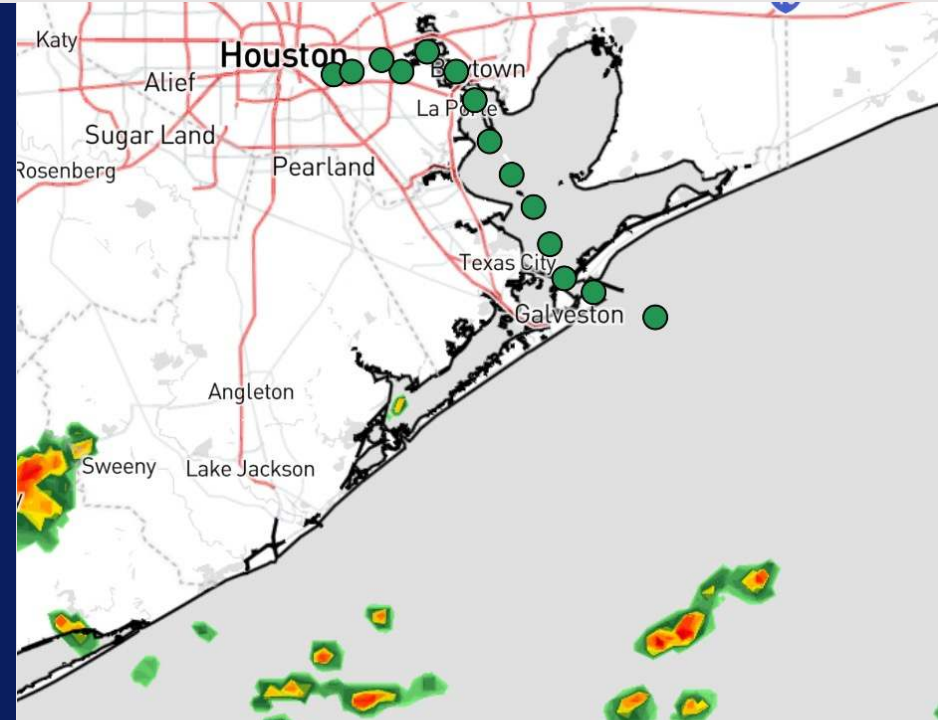 Katy
Houston
Alief
Baytown
La Porte
Sugar Land
Rosenberg
Pearland
Texas City
Galveston
Angleton
Sweeny
Lake Jackson